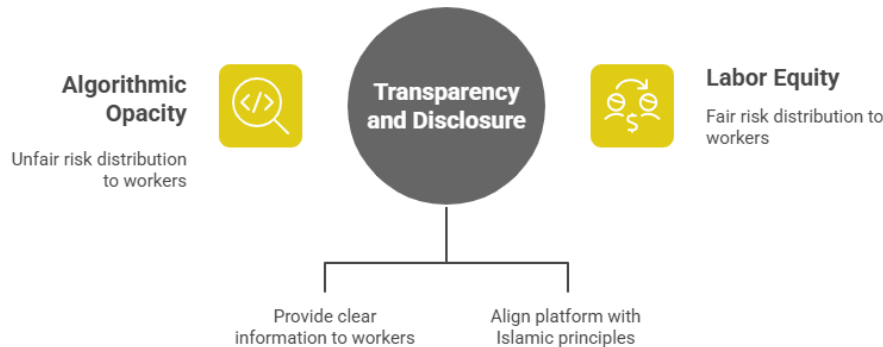 Algorithmic
Opacity
Unfair risk distribution
to workers
Transparency
and Disclosure
Labor Equity
Fair risk distribution to
workers
Provide clear
information to workers
Align platform with
Islamic principles